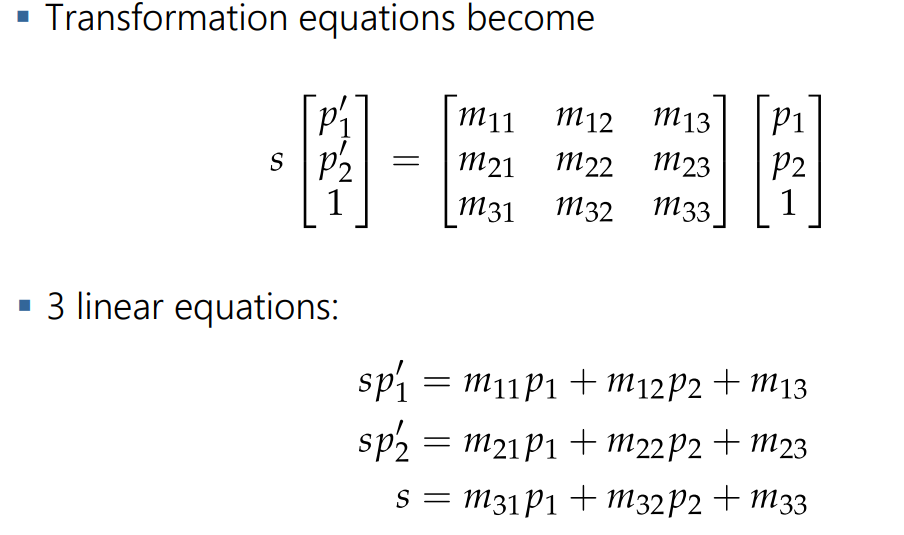 ▪ Transformation equations become
s [p′₁ p′₂ 1] = [m₁₁ m₁₂ m₁₃; m₂₁ m₂₂ m₂₃; m₃₁ m₃₂ m₃₃] [p₁ p₂ 1]
▪ 3 linear equations:
sp′₁ = m₁₁p₁ + m₁₂p₂ + m₁₃
sp′₂ = m₂₁p₁ + m₂₂p₂ + m₂₃
s = m₃₁p₁ + m₃₂p₂ + m₃₃